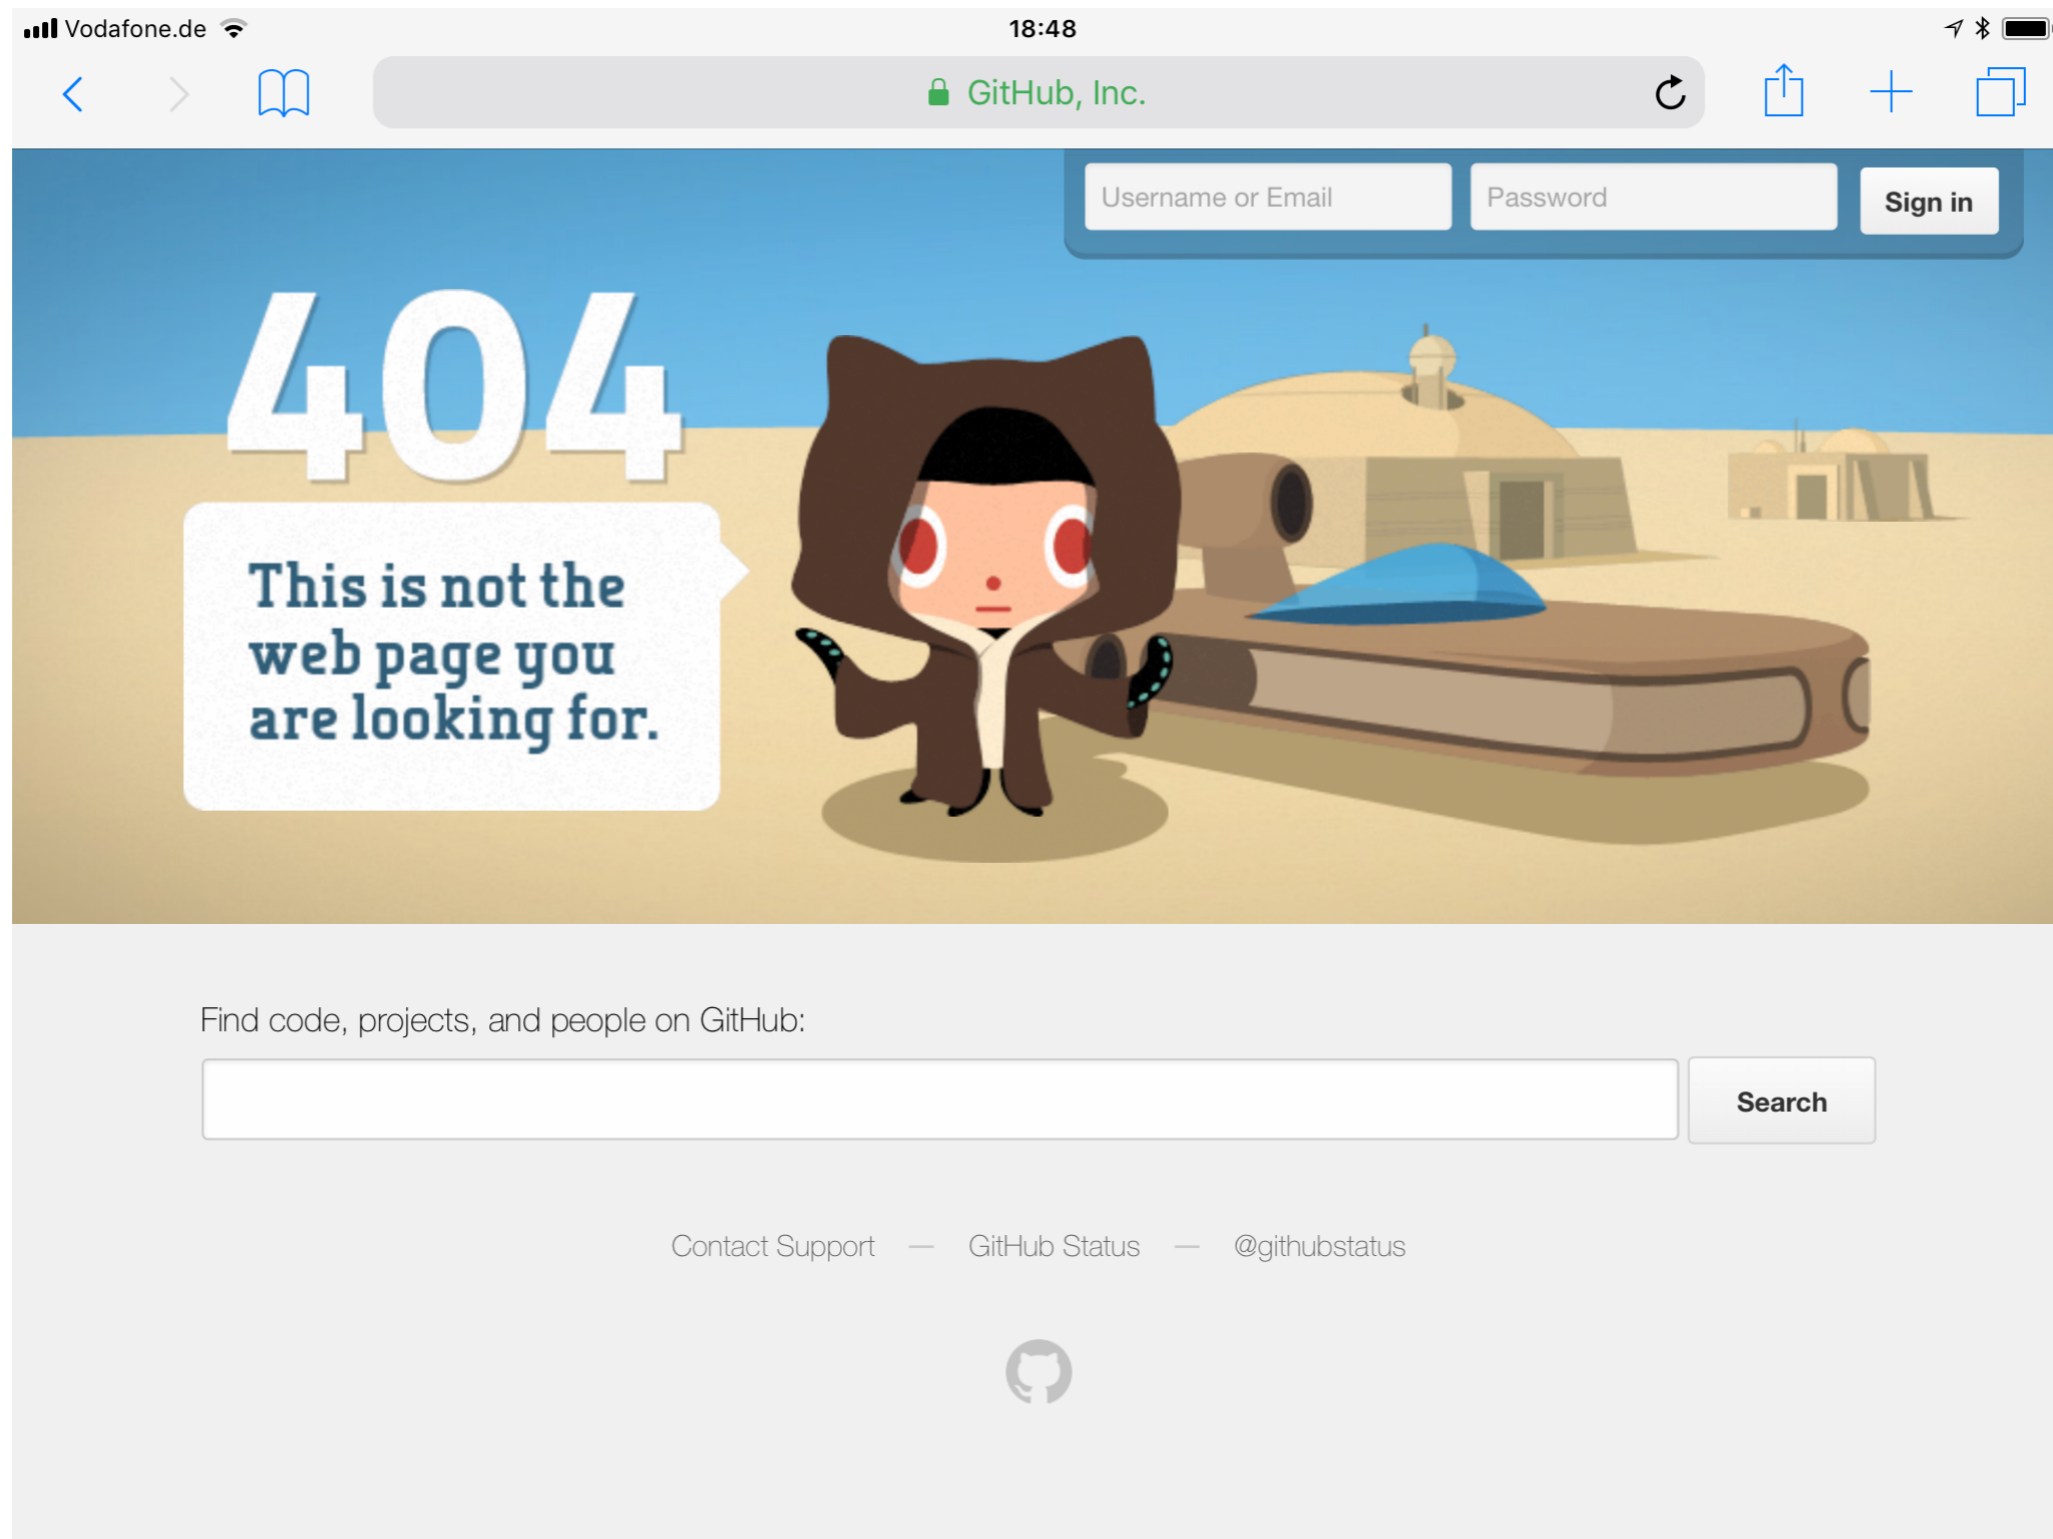 Vodafone.de
18:48
GitHub, Inc.
Username or Email
Password
Sign in
404
This is not the
web page you
are looking for.
Find code, projects, and people on GitHub:
Search
Contact Support — GitHub Status — @githubstatus